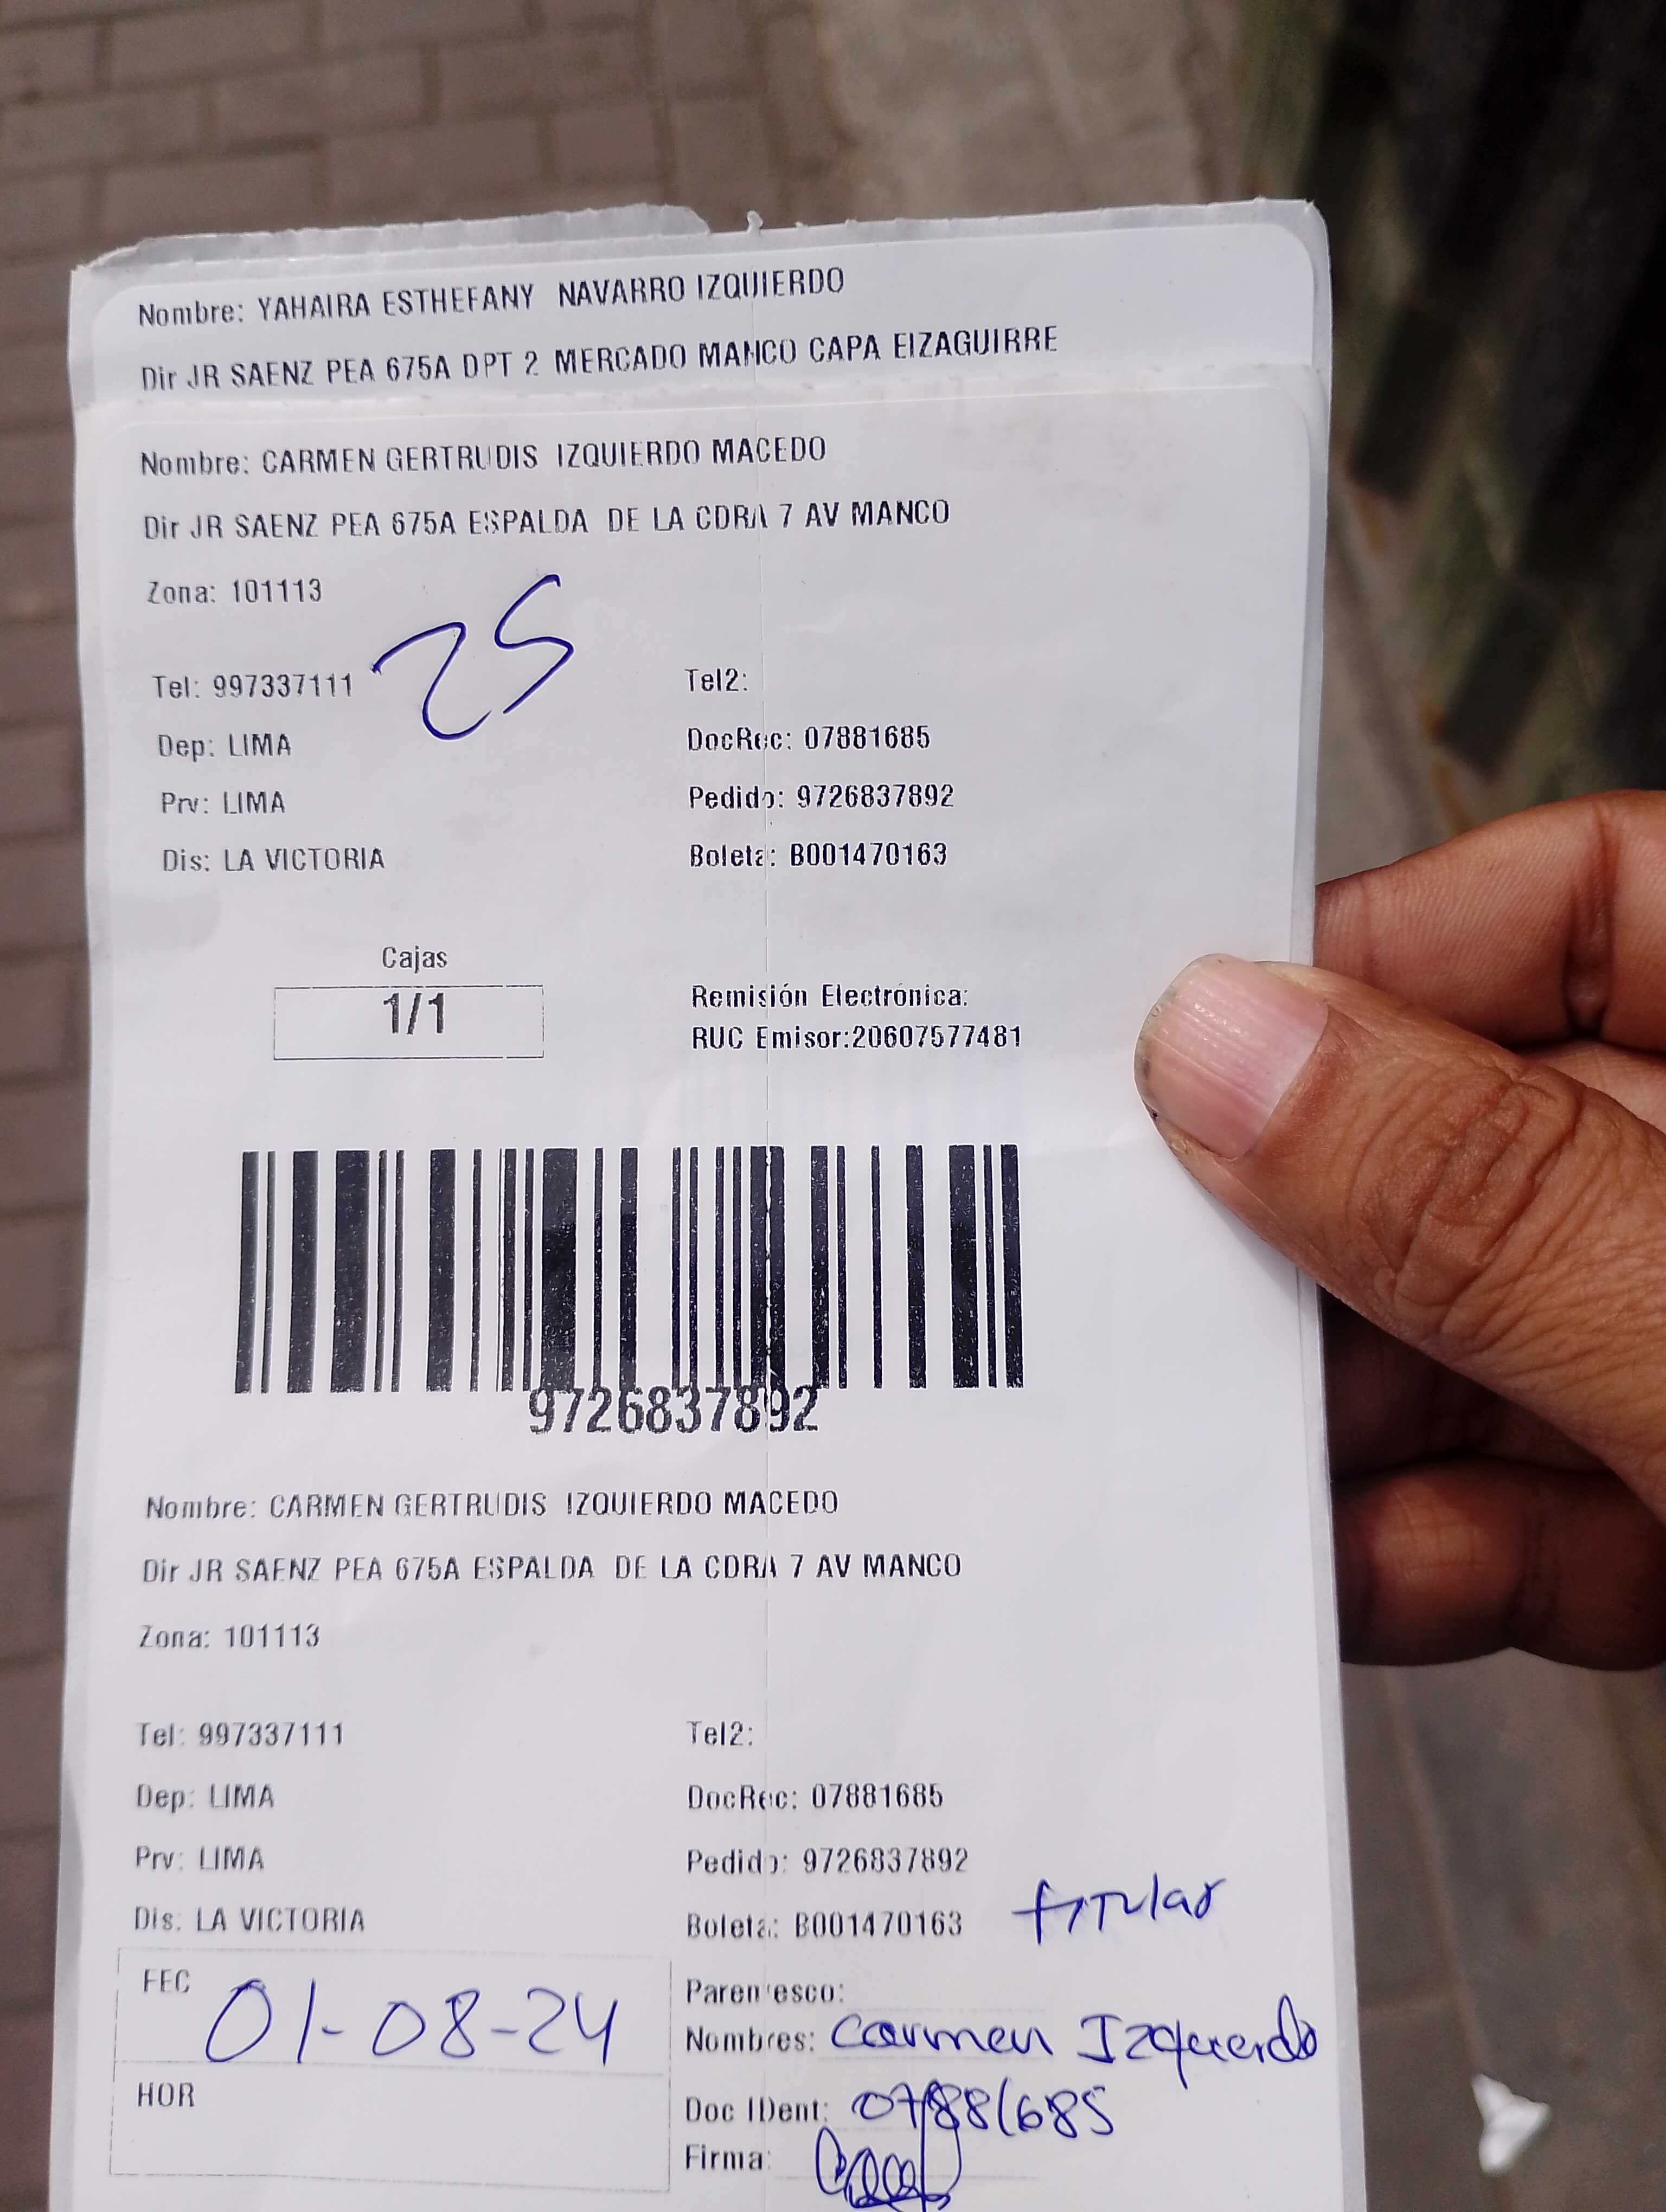 Nombre: YAHAIRA ESTHEFANY NAVARRO IZQUIERDO
Dir JR SAENZ PEA 675A DPT 2 MERCADO MANCO CAPA EIZAGUIRRE
Nombre: CARMEN GERTRUDIS IZQUIERDO MACEDO
Dir JR SAENZ PEA 675A ESPALDA DE LA CDRA 7 AV MANCO
Zona: 101113
25
Tel: 997337111 Tel2:
Dep: LIMA DocRec: 07881685
Prv: LIMA Pedido: 9726837892
Dis: LA VICTORIA Boleta: B001470163
Cajas
1/1
Remisión Electrónica:
RUC Emisor:20607577481
9726837892
Nombre: CARMEN GERTRUDIS IZQUIERDO MACEDO
Dir JR SAENZ PEA 675A ESPALDA DE LA CDRA 7 AV MANCO
Zona: 101113
Tel: 997337111 Tel2:
Dep: LIMA DocRec: 07881685
Prv: LIMA Pedido: 9726837892
Dis: LA VICTORIA Boleta: B001470163 titular
FEC 01-08-24
HOR
Parentesco:
Nombres: Carmen Izquierdo
Doc IDent: 07881685
Firma: